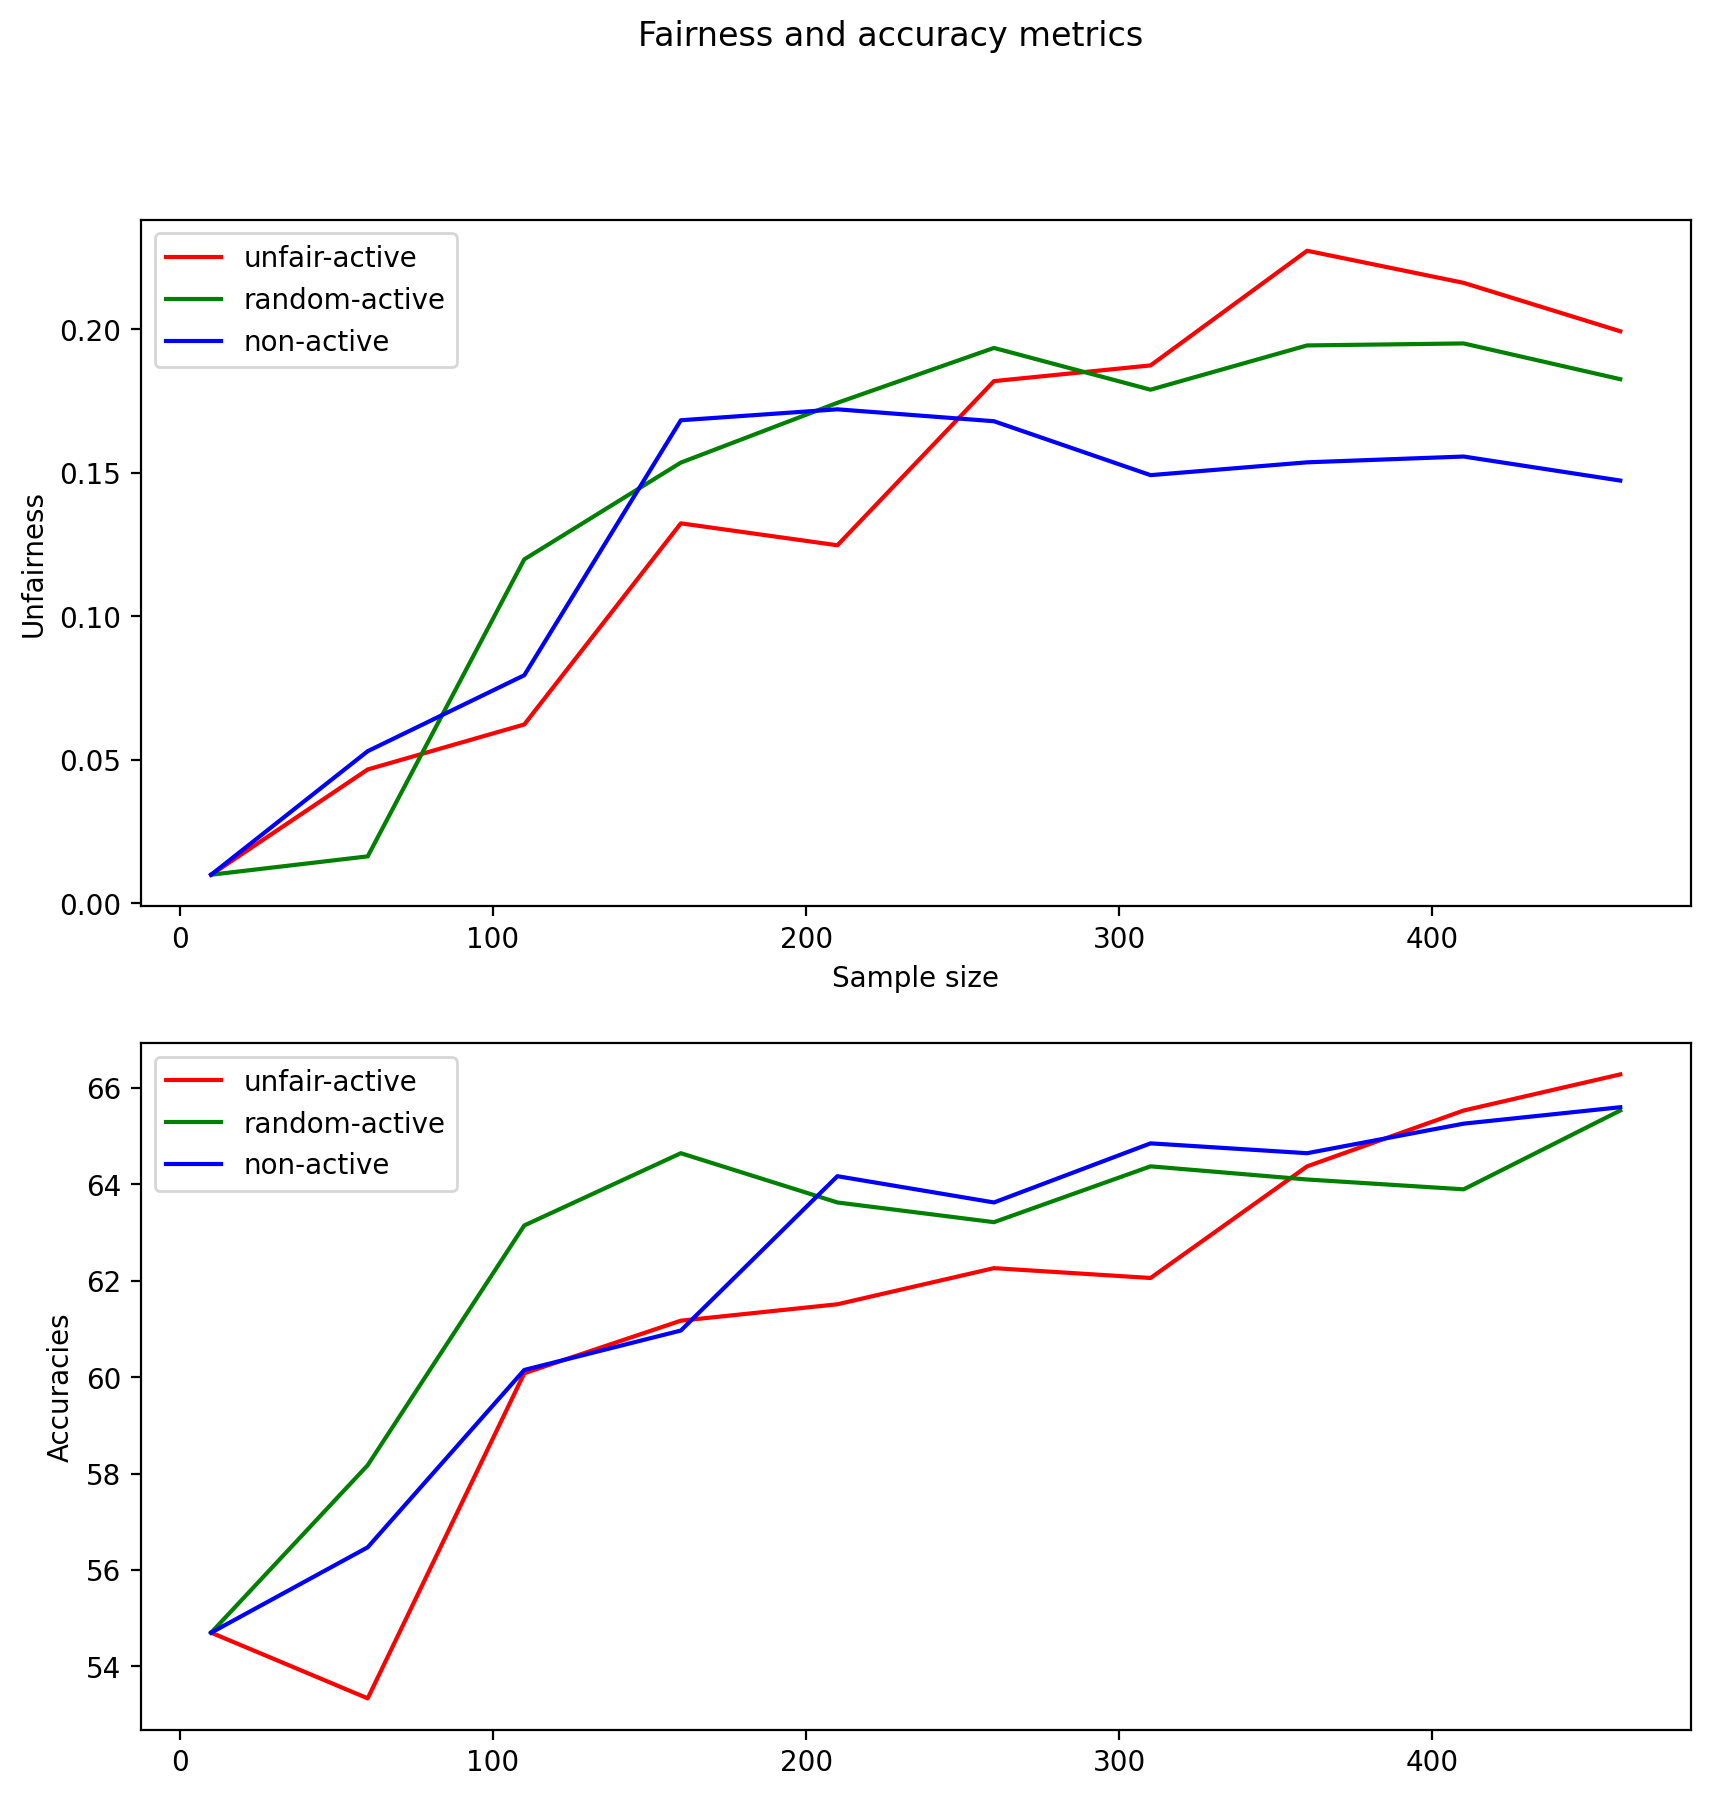 Fairness and accuracy metrics
unfair-active
random-active
non-active
0.20
0.15
0.10
0.05
0.00
Unfairness
0 100 200 300 400
Sample size
unfair-active
random-active
non-active
66
64
62
60
58
56
54
Accuracies
0 100 200 300 400